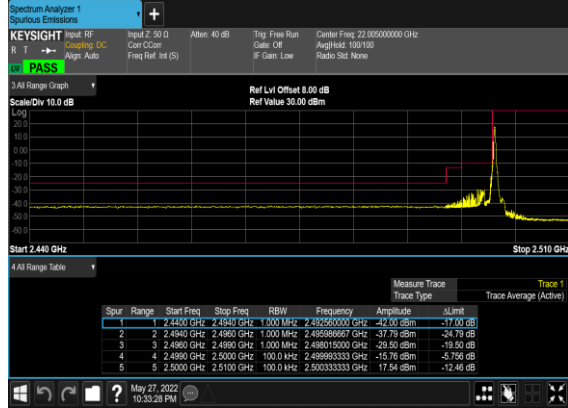 Spectrum Analyzer 1
Spurious Emissions
+
KEYSIGHT Input: RF Input Z: 50 Ω Atten: 40 dB Trig: Free Run Center Freq: 22.005000000 GHz
R T Coupling: DC Corr CCorr Gate: Off Avg|Hold: 100/100
Align: Auto Freq Ref: Int (S) IF Gain: Low Radio Std: None
PASS
3 All Range Graph
Ref Lvl Offset 8.00 dB
Scale/Div 10.0 dB Ref Value 30.00 dBm
Log
20.0
10.0
0.00
-10.0
-20.0
-30.0
-40.0
-50.0
-60.0
Start 2.440 GHz Stop 2.510 GHz
4 All Range Table
Measure Trace Trace 1
Trace Type Trace Average (Active)
Spur Range Start Freq Stop Freq RBW Frequency Amplitude ΔLimit
1 1 2.4400 GHz 2.4940 GHz 1.000 MHz 2.492560000 GHz -42.00 dBm -17.00 dB
2 2 2.4940 GHz 2.4960 GHz 1.000 MHz 2.495986667 GHz -37.79 dBm -24.79 dB
3 3 2.4960 GHz 2.4990 GHz 1.000 MHz 2.498015000 GHz -29.50 dBm -19.50 dB
4 4 2.4990 GHz 2.5000 GHz 100.0 kHz 2.499993333 GHz -15.76 dBm -5.756 dB
5 5 2.5000 GHz 2.5100 GHz 100.0 kHz 2.500333333 GHz 17.54 dBm -12.46 dB
?
May 27, 2022
10:33:28 PM